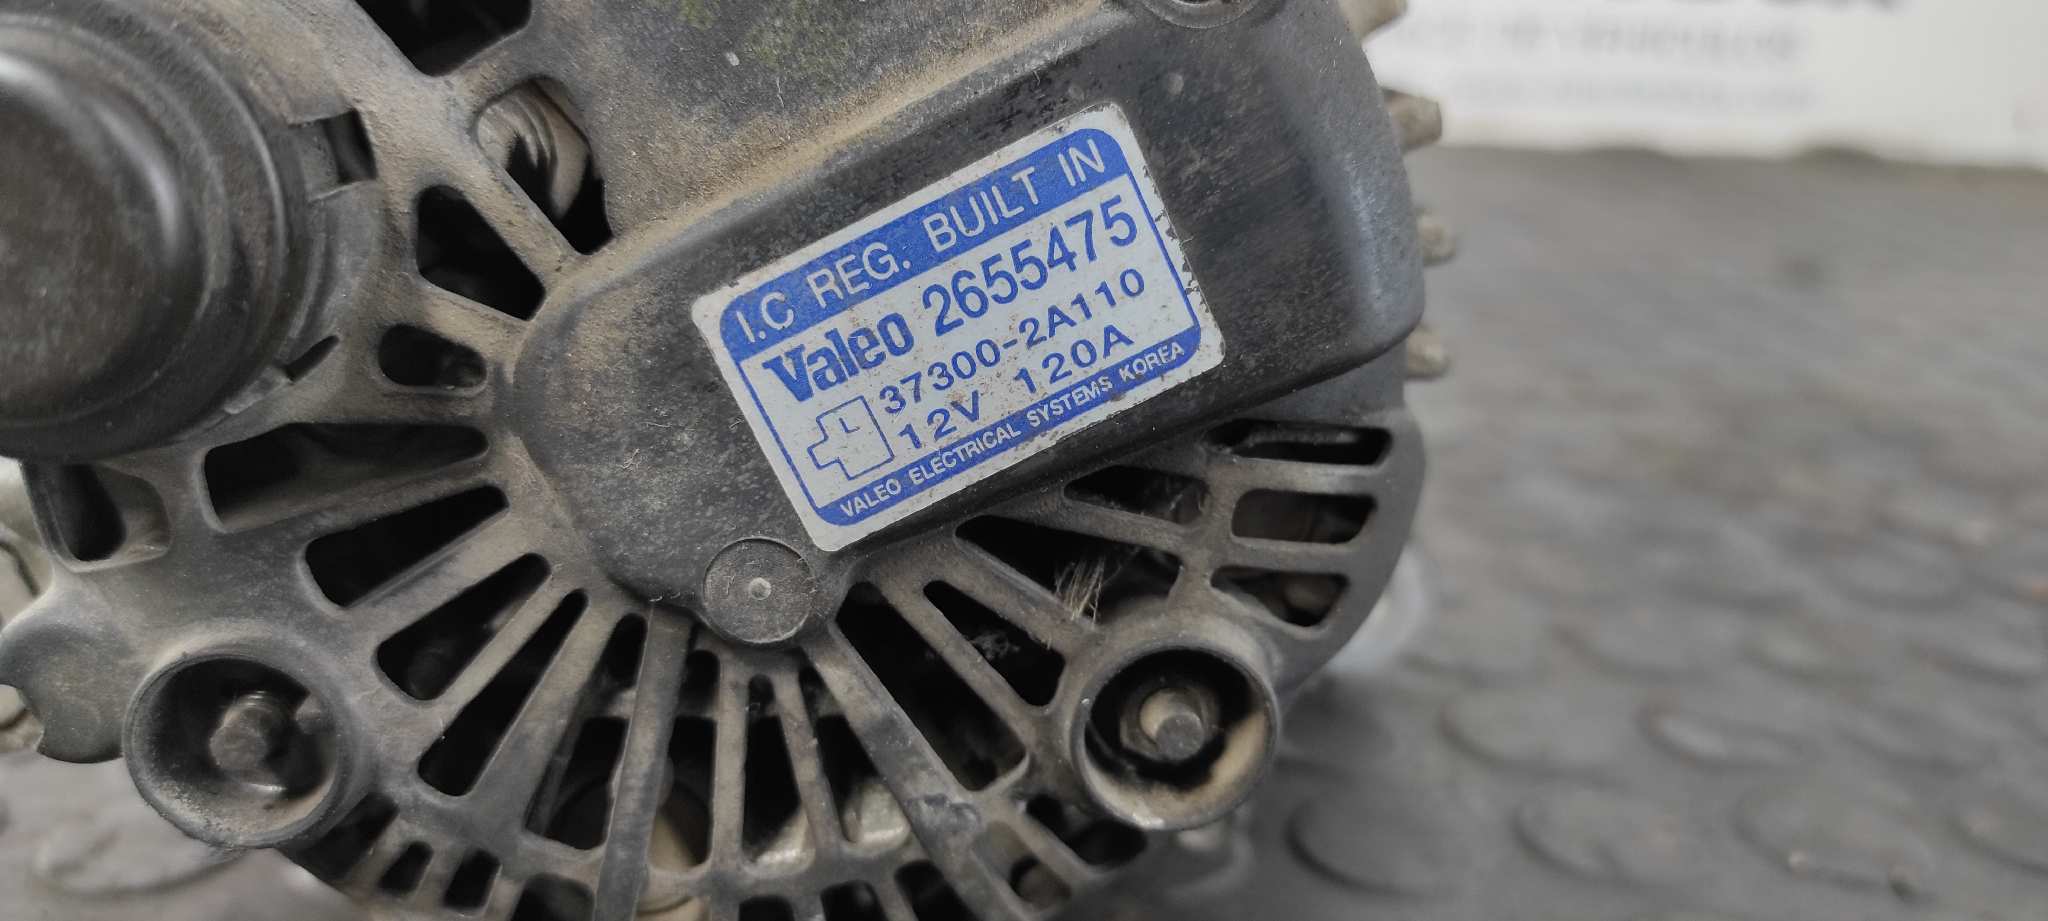 I.C REG. BUILT IN
Valeo 2655475
37300-2A110
12V 120A
VALEO ELECTRICAL SYSTEMS KOREA